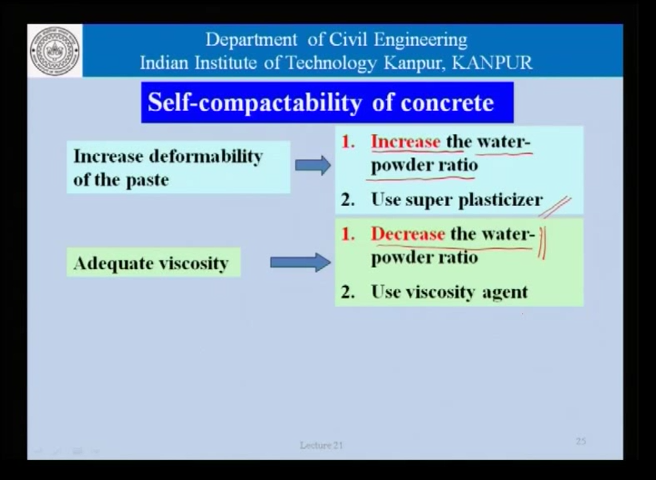 Department of Civil Engineering
Indian Institute of Technology Kanpur, KANPUR
Self-compactability of concrete
Increase deformability
of the paste
1. Increase the water-
powder ratio
2. Use super plasticizer
Adequate viscosity
1. Decrease the water-
powder ratio
2. Use viscosity agent
Lecture 21
25